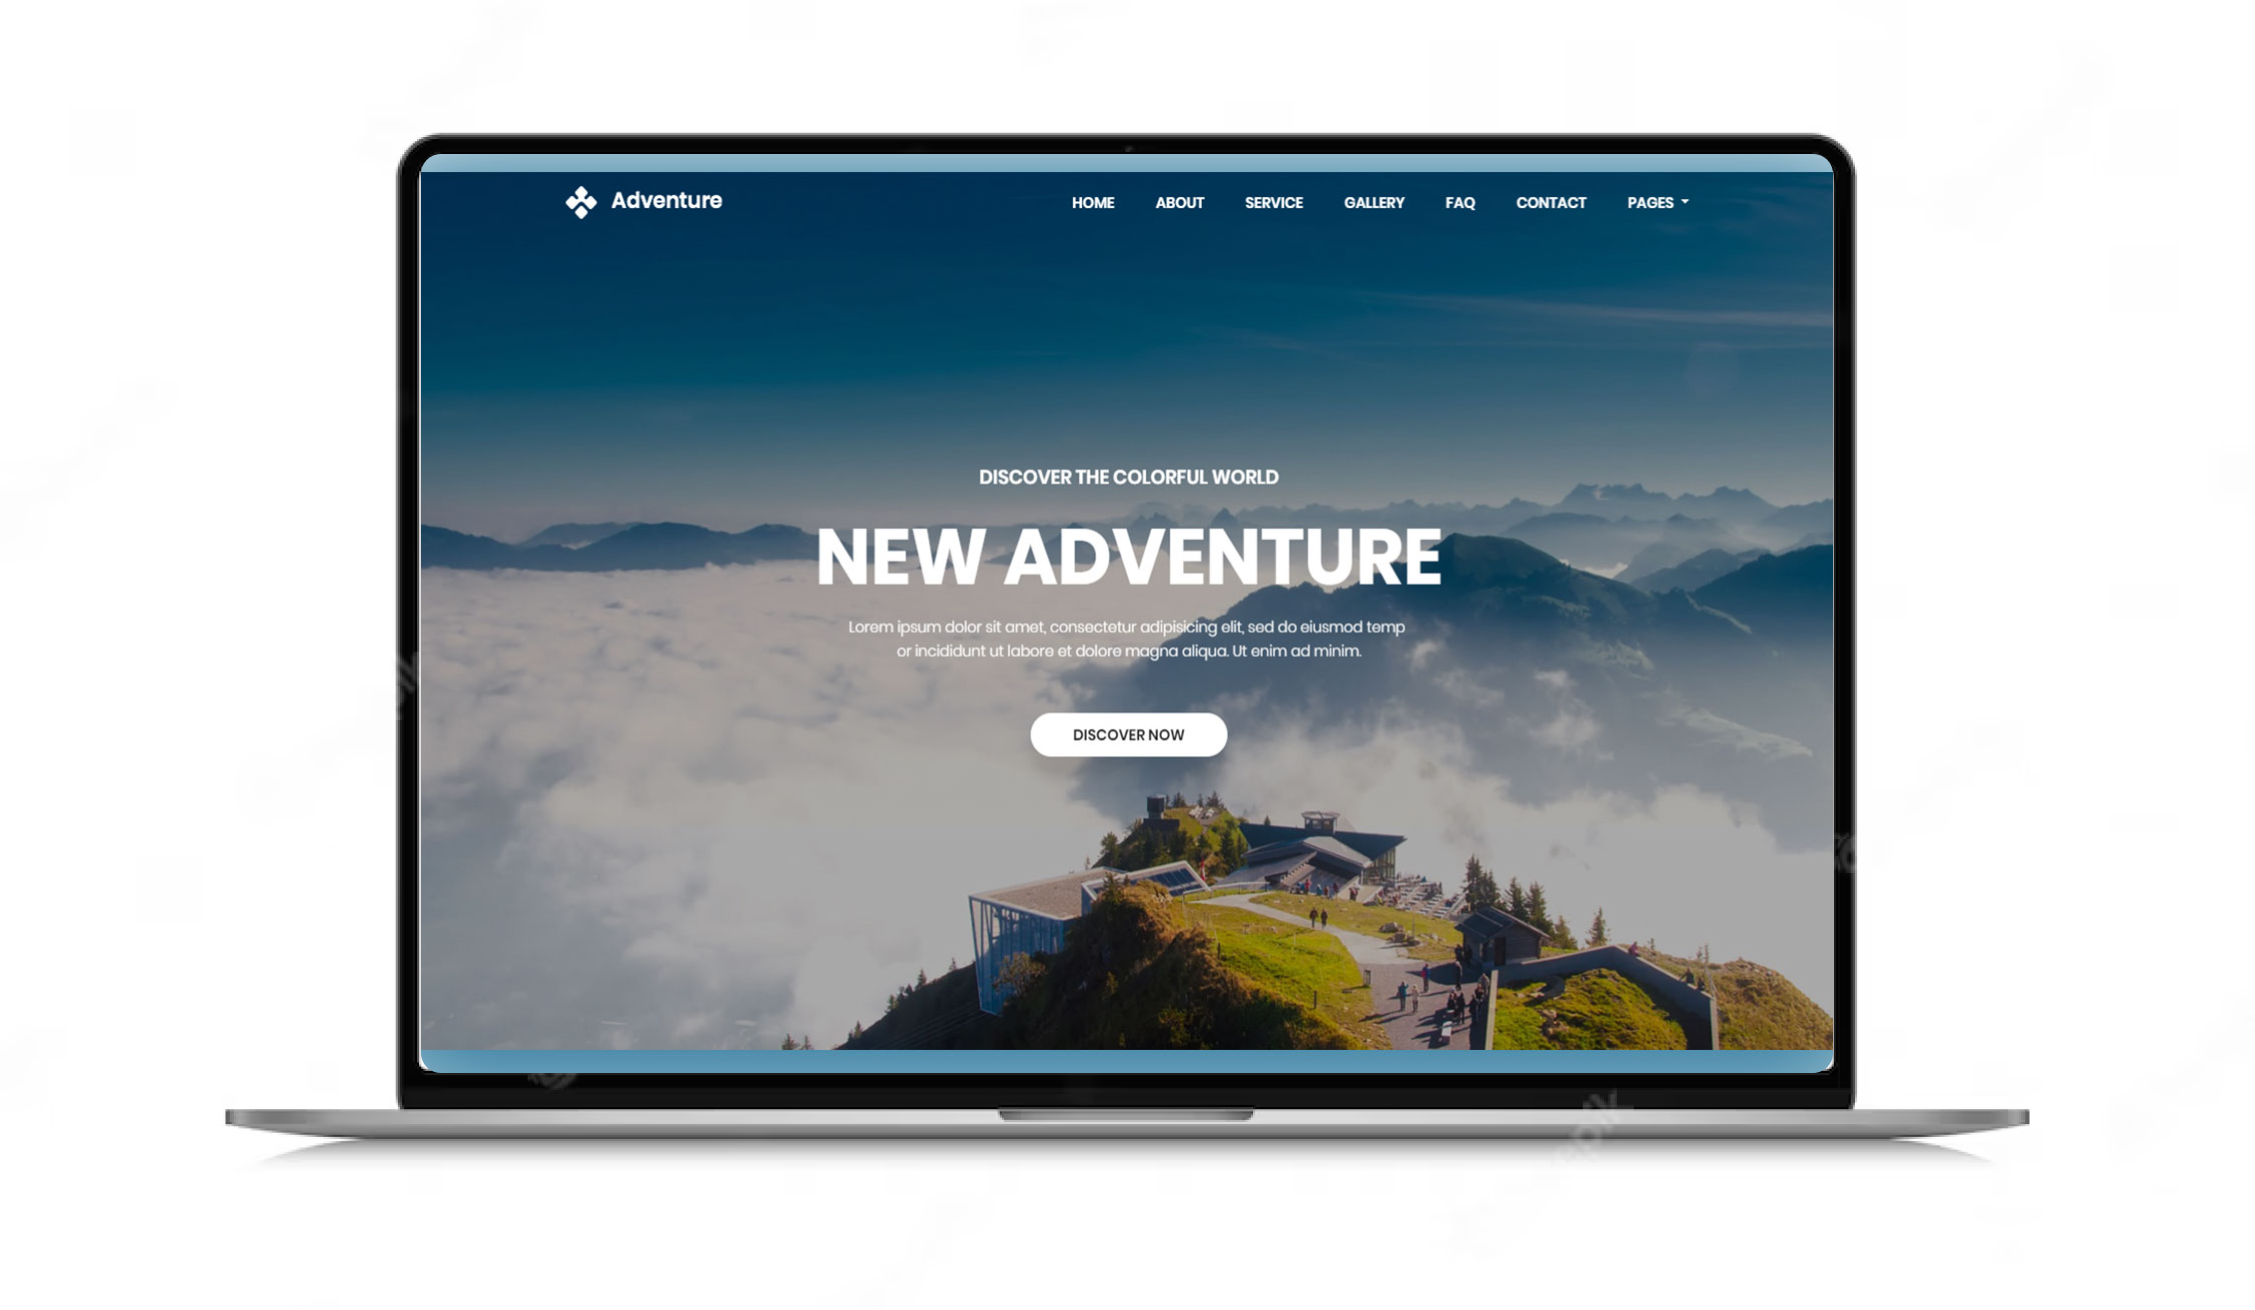 Adventure
HOME ABOUT SERVICE GALLERY FAQ CONTACT PAGES
DISCOVER THE COLORFUL WORLD
NEW ADVENTURE
Lorem ipsum dolor sit amet, consectetur adipisicing elit, sed do eiusmod temp
or incididunt ut labore et dolore magna aliqua. Ut enim ad minim.
DISCOVER NOW